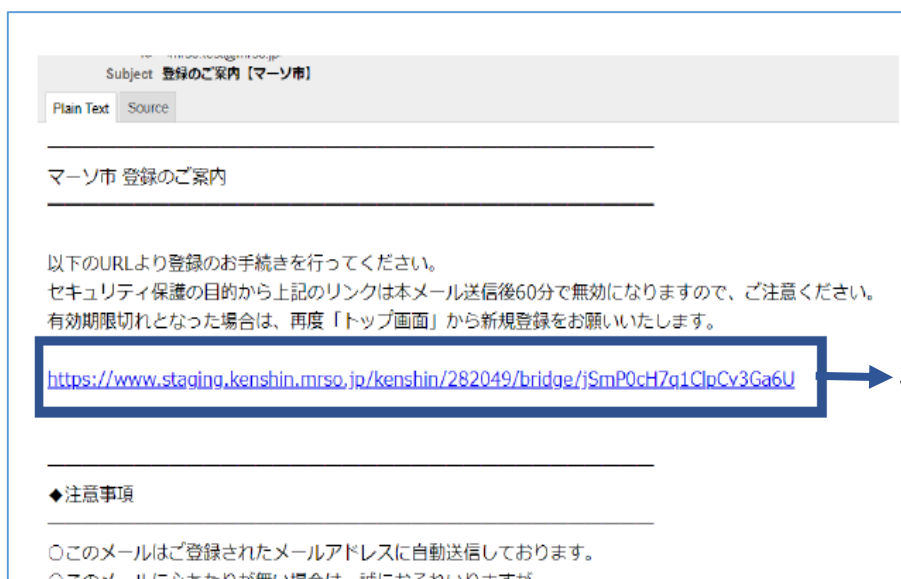 Subject 登録のご案内【マーソ市】
Plain Text Source
マーソ市 登録のご案内
以下のURLより登録のお手続きを行ってください。
セキュリティ保護の目的から上記のリンクは本メール送信後60分で無効になりますので、ご注意ください。
有効期限切れとなった場合は、再度「トップ画面」から新規登録をお願いいたします。
https://www.staging.kenshin.mrso.jp/kenshin/282049/bridge/jSmP0cH7q1ClpCv3Ga6U
◆注意事項
○このメールはご登録されたメールアドレスに自動送信しております。